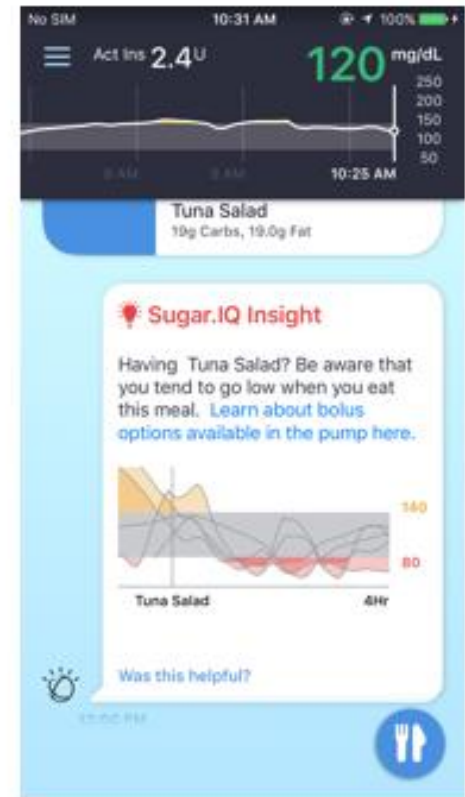 No SIM 10:31 AM 100%
Act Ins 2.4U 120 mg/dL
250
200
150
100
50
10:25 AM
Tuna Salad
19g Carbs, 19.0g Fat
Sugar.IQ Insight
Having Tuna Salad? Be aware that
you tend to go low when you eat
this meal. Learn about bolus
options available in the pump here.
80
Tuna Salad 4Hr
Was this helpful?